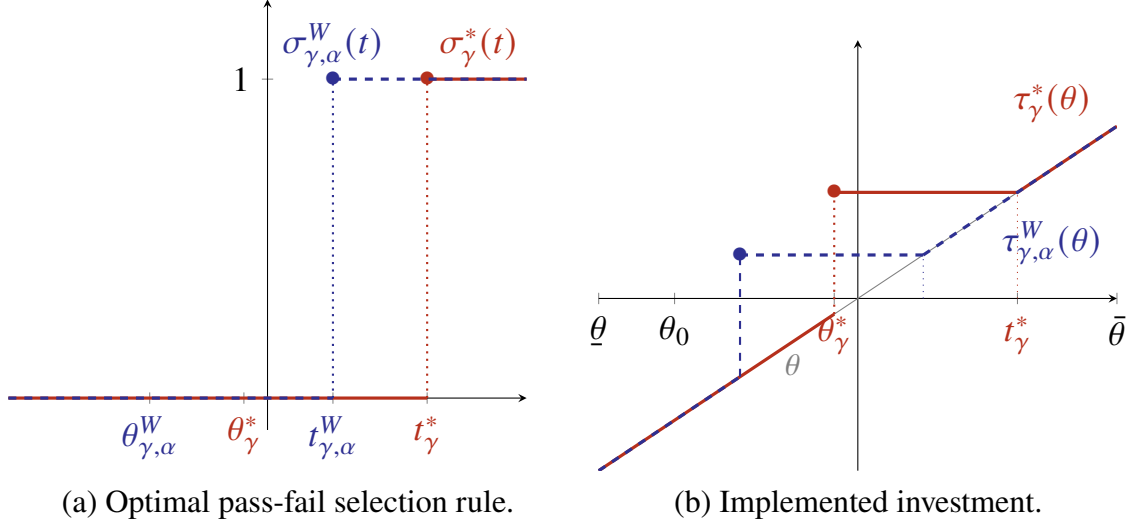 σ^W_{γ,α}(t) σ^*_γ(t)
1
θ^W_{γ,α} θ^*_γ t^W_{γ,α} t^*_γ
(a) Optimal pass-fail selection rule.
τ^*_γ(θ)
τ^W_{γ,α}(θ)
θ̲ θ_0 θ^*_γ t^*_γ θ̄
θ
(b) Implemented investment.